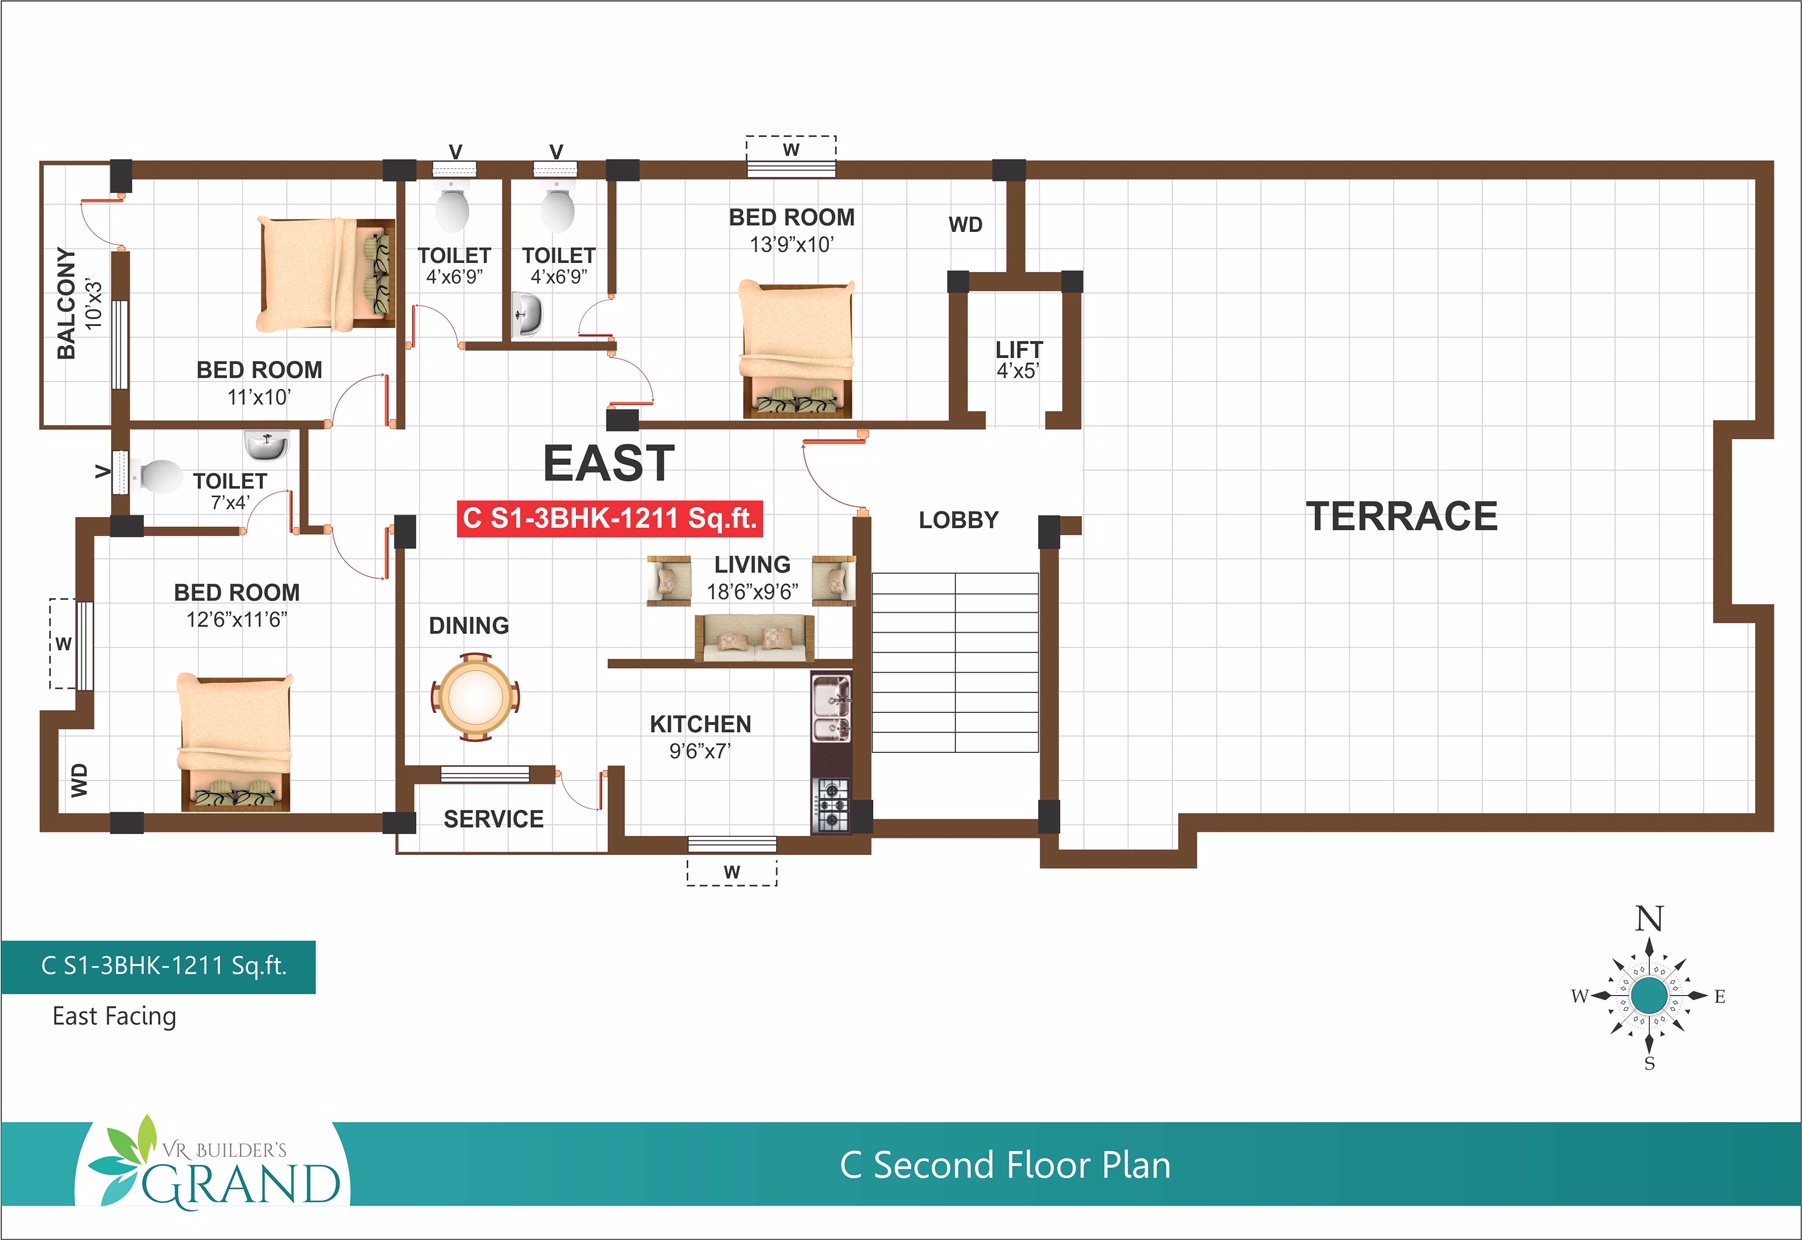 V
V
W
BED ROOM
13’9”x10’
WD
TOILET
4’x6’9”
TOILET
4’x6’9”
BALCONY
10’x3’
BED ROOM
11’x10’
LIFT
4’x5’
EAST
C S1-3BHK-1211 Sq.ft.
V
TOILET
7’x4’
LOBBY
TERRACE
LIVING
18’6”x9’6”
BED ROOM
12’6”x11’6”
W
DINING
KITCHEN
9’6”x7’
WD
SERVICE
W
C S1-3BHK-1211 Sq.ft.
East Facing
N
W
E
S
VR BUILDER'S
GRAND
C Second Floor Plan